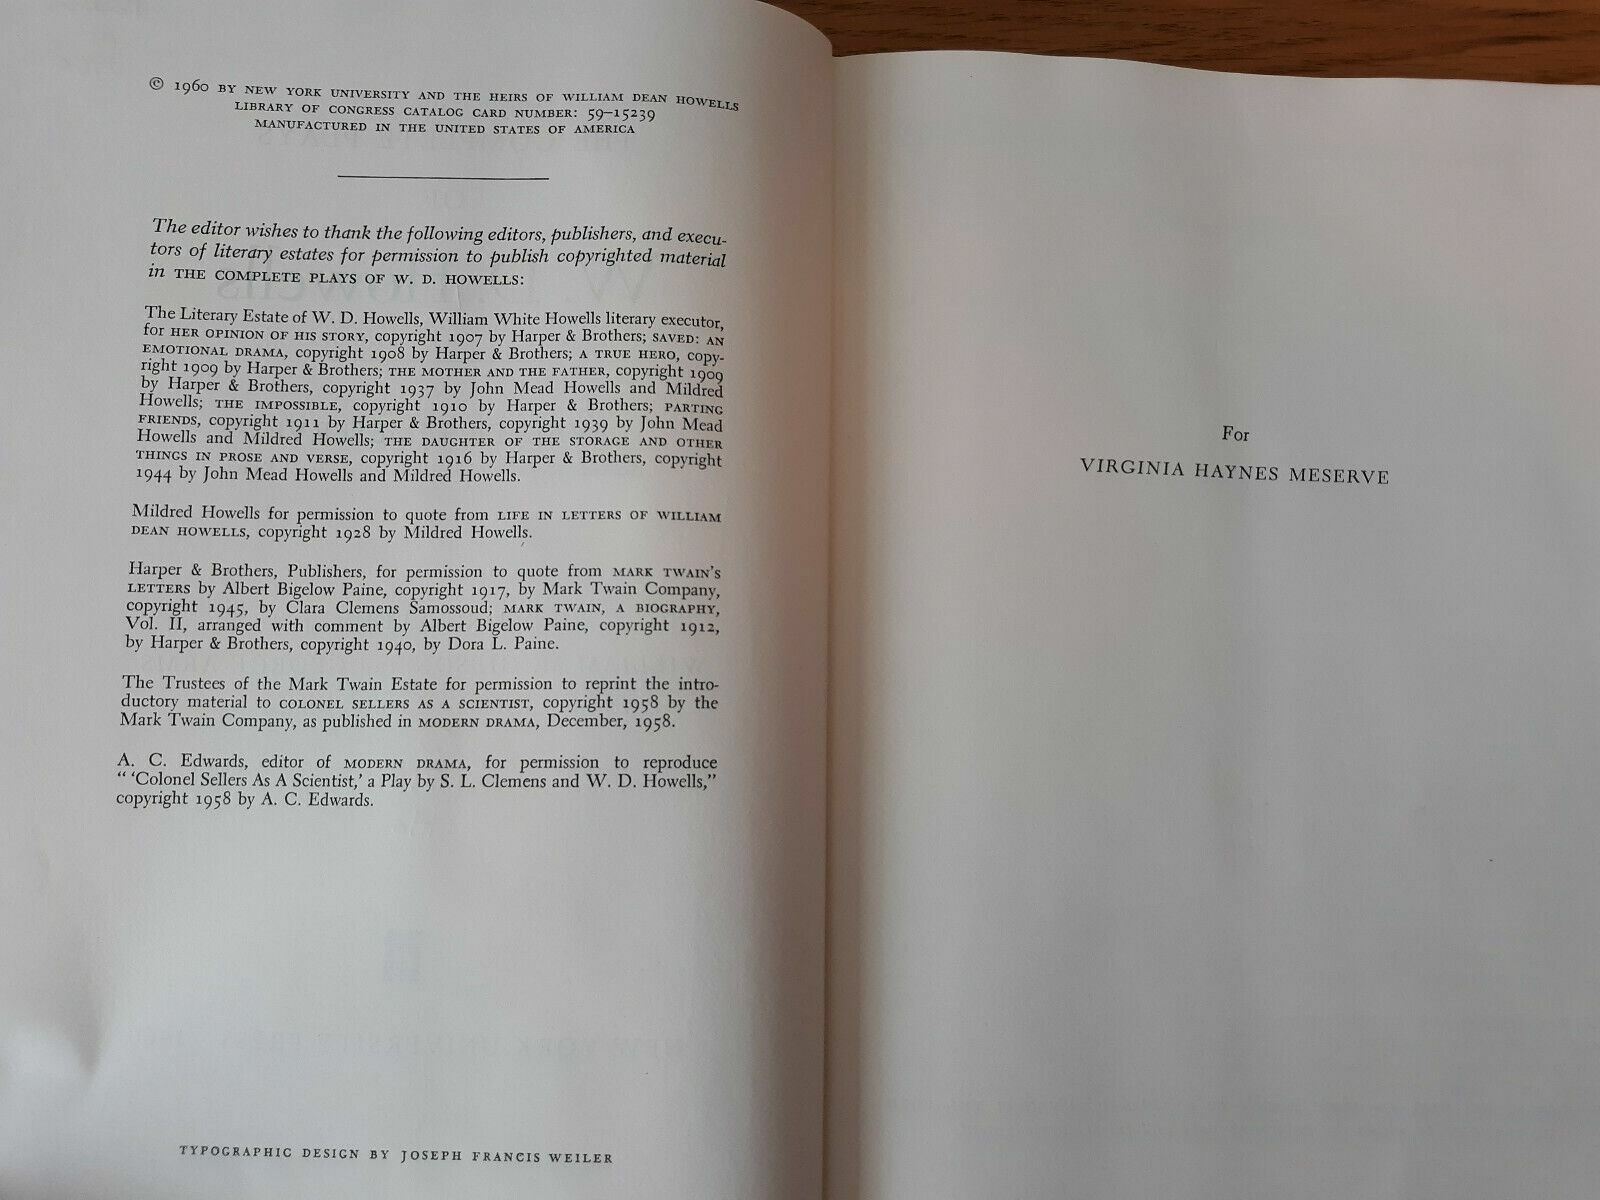 © 1960 BY NEW YORK UNIVERSITY AND THE HEIRS OF WILLIAM DEAN HOWELLS
LIBRARY OF CONGRESS CATALOG CARD NUMBER: 59–15239
MANUFACTURED IN THE UNITED STATES OF AMERICA
The editor wishes to thank the following editors, publishers, and execu-
tors of literary estates for permission to publish copyrighted material
in THE COMPLETE PLAYS OF W. D. HOWELLS:
The Literary Estate of W. D. Howells, William White Howells literary executor,
for HER OPINION OF HIS STORY, copyright 1907 by Harper & Brothers; SAVED: AN
EMOTIONAL DRAMA, copyright 1908 by Harper & Brothers; A TRUE HERO, copy-
right 1909 by Harper & Brothers; THE MOTHER AND THE FATHER, copyright 1909
by Harper & Brothers, copyright 1937 by John Mead Howells and Mildred
Howells; THE IMPOSSIBLE, copyright 1910 by Harper & Brothers; PARTING
FRIENDS, copyright 1911 by Harper & Brothers, copyright 1939 by John Mead
Howells and Mildred Howells; THE DAUGHTER OF THE STORAGE AND OTHER
THINGS IN PROSE AND VERSE, copyright 1916 by Harper & Brothers, copyright
1944 by John Mead Howells and Mildred Howells.
Mildred Howells for permission to quote from LIFE IN LETTERS OF WILLIAM
DEAN HOWELLS, copyright 1928 by Mildred Howells.
Harper & Brothers, Publishers, for permission to quote from MARK TWAIN'S
LETTERS by Albert Bigelow Paine, copyright 1917, by Mark Twain Company,
copyright 1945, by Clara Clemens Samossoud; MARK TWAIN, A BIOGRAPHY,
Vol. II, arranged with comment by Albert Bigelow Paine, copyright 1912,
by Harper & Brothers, copyright 1940, by Dora L. Paine.
The Trustees of the Mark Twain Estate for permission to reprint the intro-
ductory material to COLONEL SELLERS AS A SCIENTIST, copyright 1958 by the
Mark Twain Company, as published in MODERN DRAMA, December, 1958.
A. C. Edwards, editor of MODERN DRAMA, for permission to reproduce
" 'Colonel Sellers As A Scientist,' a Play by S. L. Clemens and W. D. Howells,"
copyright 1958 by A. C. Edwards.
TYPOGRAPHIC DESIGN BY JOSEPH FRANCIS WEILER
For
VIRGINIA HAYNES MESERVE